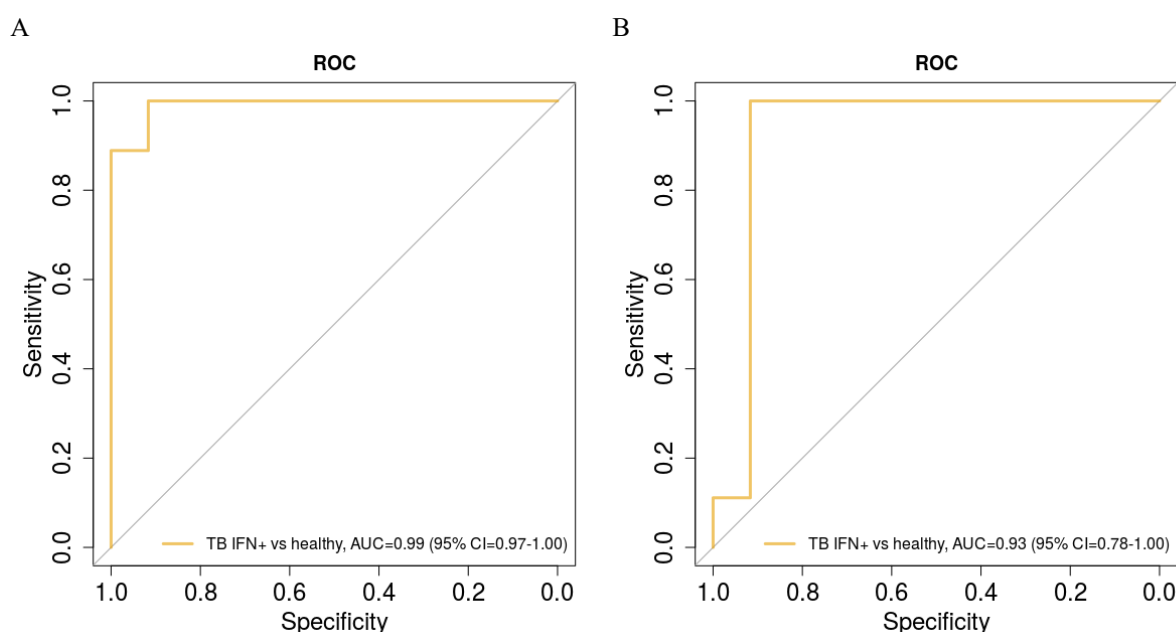 A
ROC
Sensitivity
1.0
0.8
0.6
0.4
0.2
0.0
TB IFN+ vs healthy, AUC=0.99 (95% CI=0.97-1.00)
1.0 0.8 0.6 0.4 0.2 0.0
Specificity
B
ROC
Sensitivity
1.0
0.8
0.6
0.4
0.2
0.0
TB IFN+ vs healthy, AUC=0.93 (95% CI=0.78-1.00)
1.0 0.8 0.6 0.4 0.2 0.0
Specificity